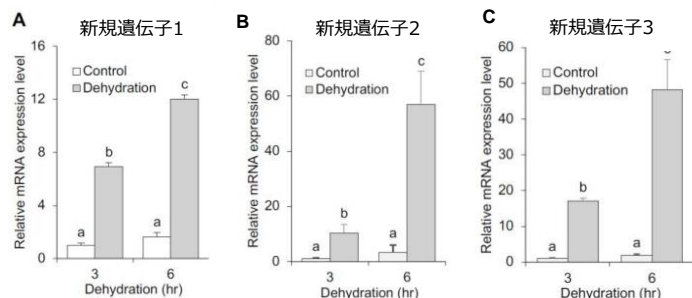 A 新規遺伝子1
Relative mRNA expression level
16
12
8
4
0
Control
Dehydration
a
b
a
c
3 6
Dehydration (hr)
B 新規遺伝子2
Relative mRNA expression level
80
60
40
20
0
Control
Dehydration
a
b
a
c
3 6
Dehydration (hr)
C 新規遺伝子3
Relative mRNA expression level
60
50
40
30
20
10
0
Control
Dehydration
a
b
a
3 6
Dehydration (hr)